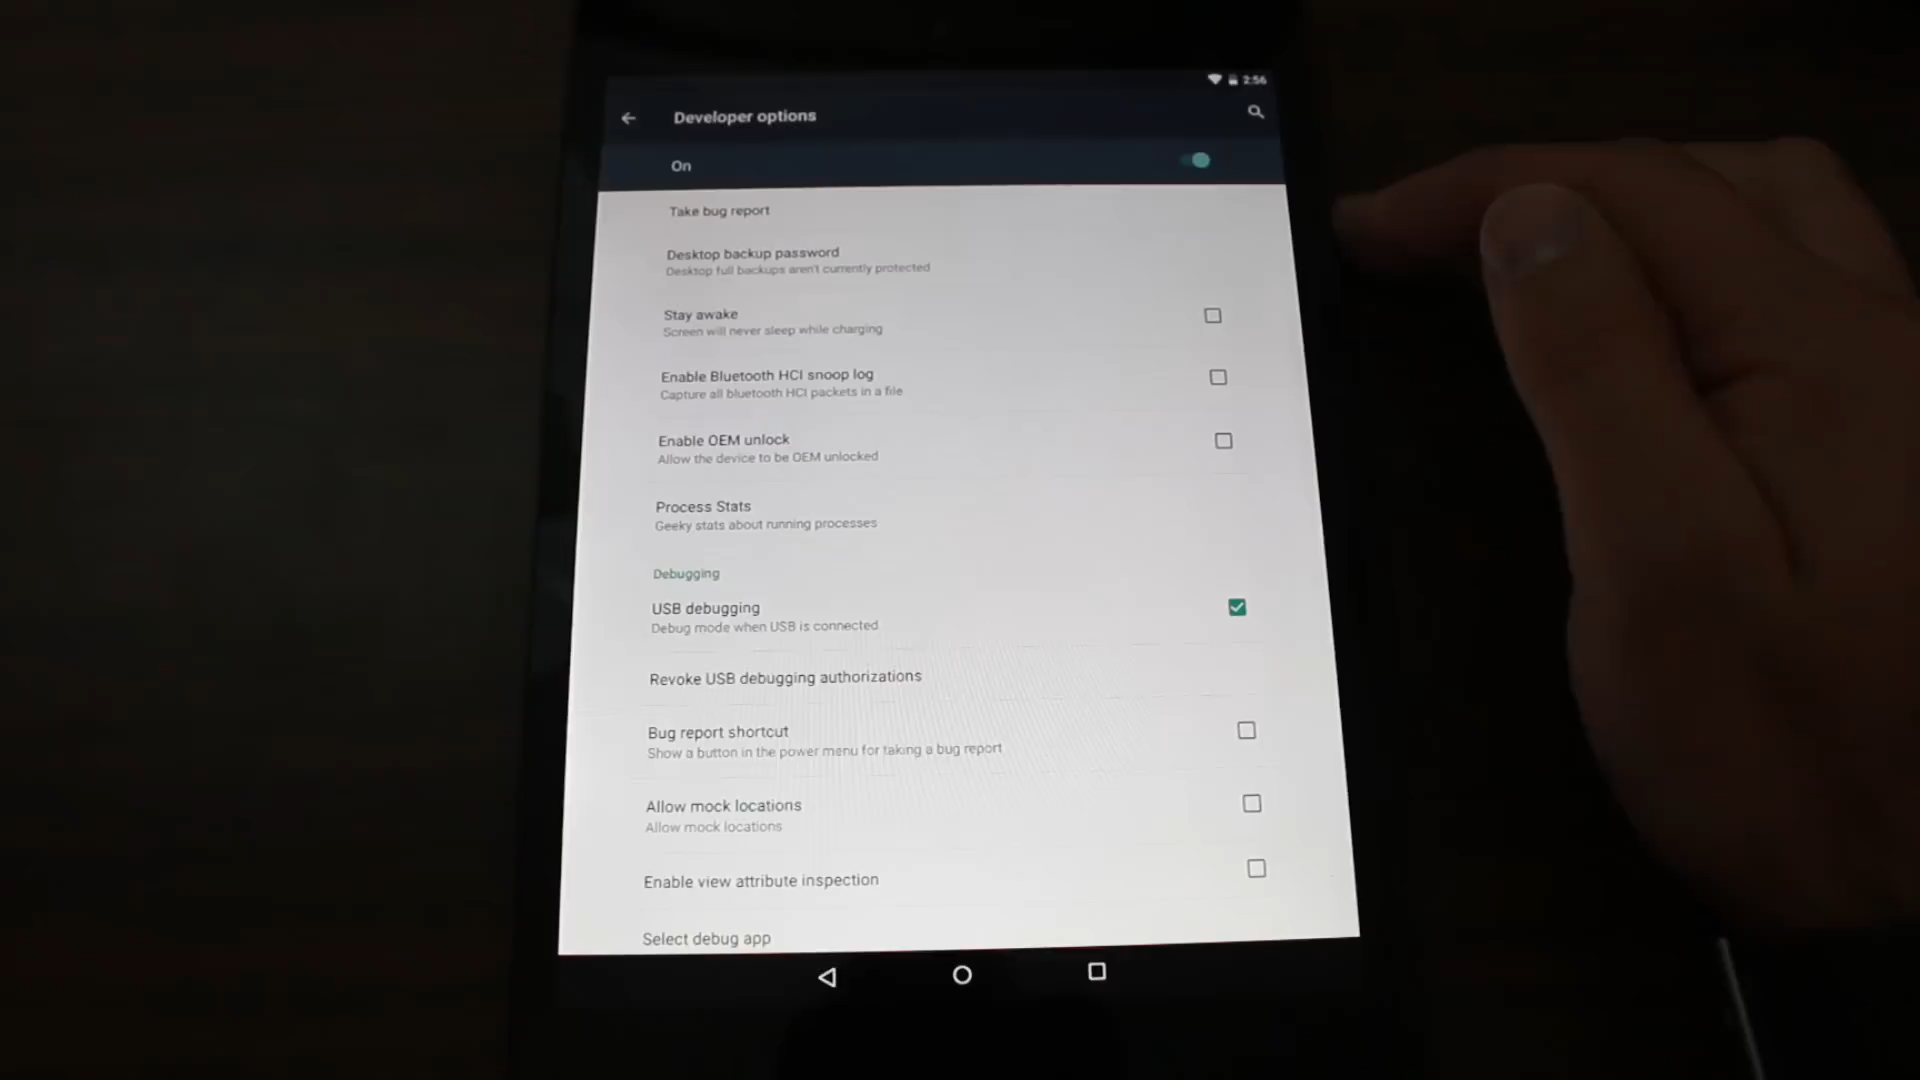 2:56
Developer options
On
Take bug report
Desktop backup password
Desktop full backups aren't currently protected
Stay awake
Screen will never sleep while charging
Enable Bluetooth HCI snoop log
Capture all bluetooth HCI packets in a file
Enable OEM unlock
Allow the device to be OEM unlocked
Process Stats
Geeky stats about running processes
Debugging
USB debugging
Debug mode when USB is connected
Revoke USB debugging authorizations
Bug report shortcut
Show a button in the power menu for taking a bug report
Allow mock locations
Allow mock locations
Enable view attribute inspection
Select debug app